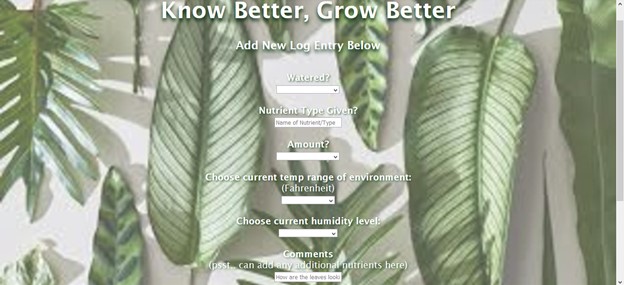 Know Better, Grow Better
Add New Log Entry Below
Watered?
Nutrient Type Given?
Name of Nutrient/Type
Amount?
Choose current temp range of environment:
(Fahrenheit)
Choose current humidity level:
Comments
(psst.. can add any additional nutrients here)
How are the leaves looki